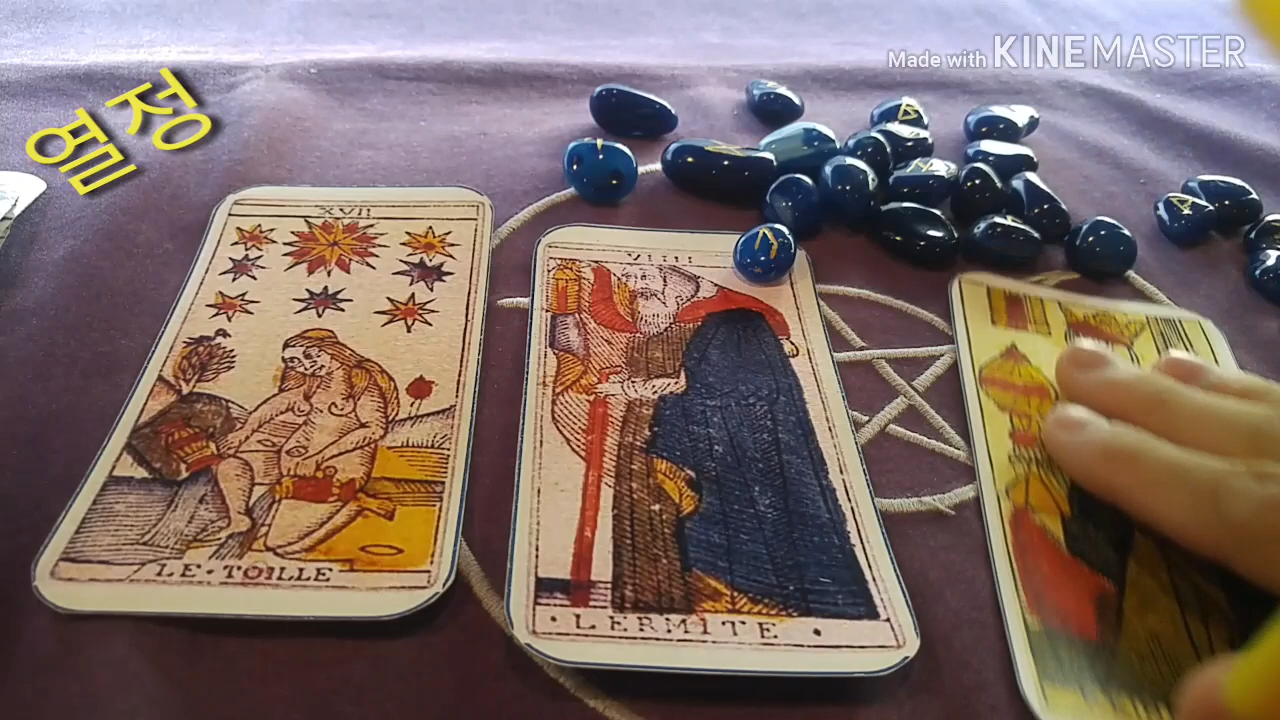 Made with KINEMASTER
열정
XVII
VIIII
LE•TOILLE
•LERMITE•